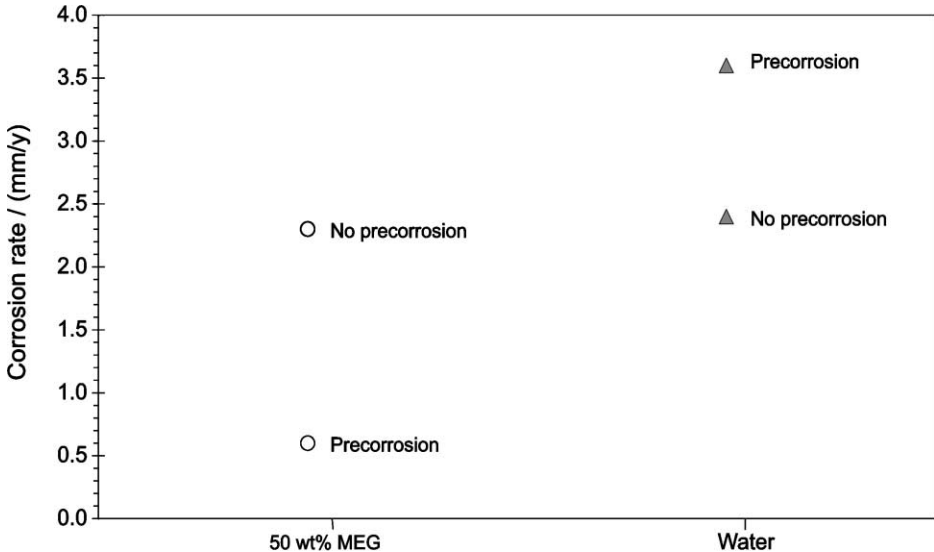 4.0
3.5
3.0
2.5
2.0
1.5
1.0
0.5
0.0
Corrosion rate / (mm/y)
Precorrosion
No precorrosion
No precorrosion
Precorrosion
50 wt% MEG
Water